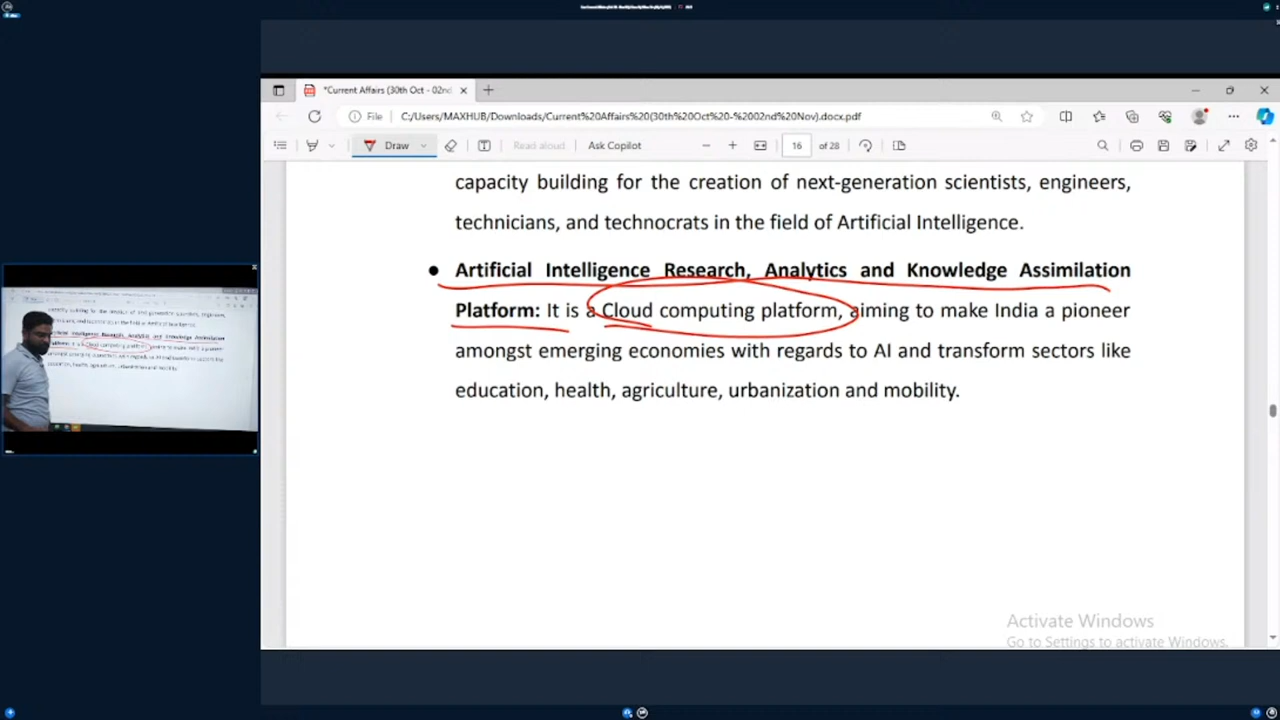 *Current Affairs (30th Oct - 02nd
File
C:/Users/MAXHUB/Downloads/Current%20Affairs%20(30th%20Oct%20-%2002nd%20Nov).docx.pdf
Draw
Read aloud
Ask Copilot
16
of 28
capacity building for the creation of next-generation scientists, engineers,
technicians, and technocrats in the field of Artificial Intelligence.
● Artificial Intelligence Research, Analytics and Knowledge Assimilation
Platform: It is a Cloud computing platform, aiming to make India a pioneer
amongst emerging economies with regards to AI and transform sectors like
education, health, agriculture, urbanization and mobility.
Activate Windows
Go to Settings to activate Windows.